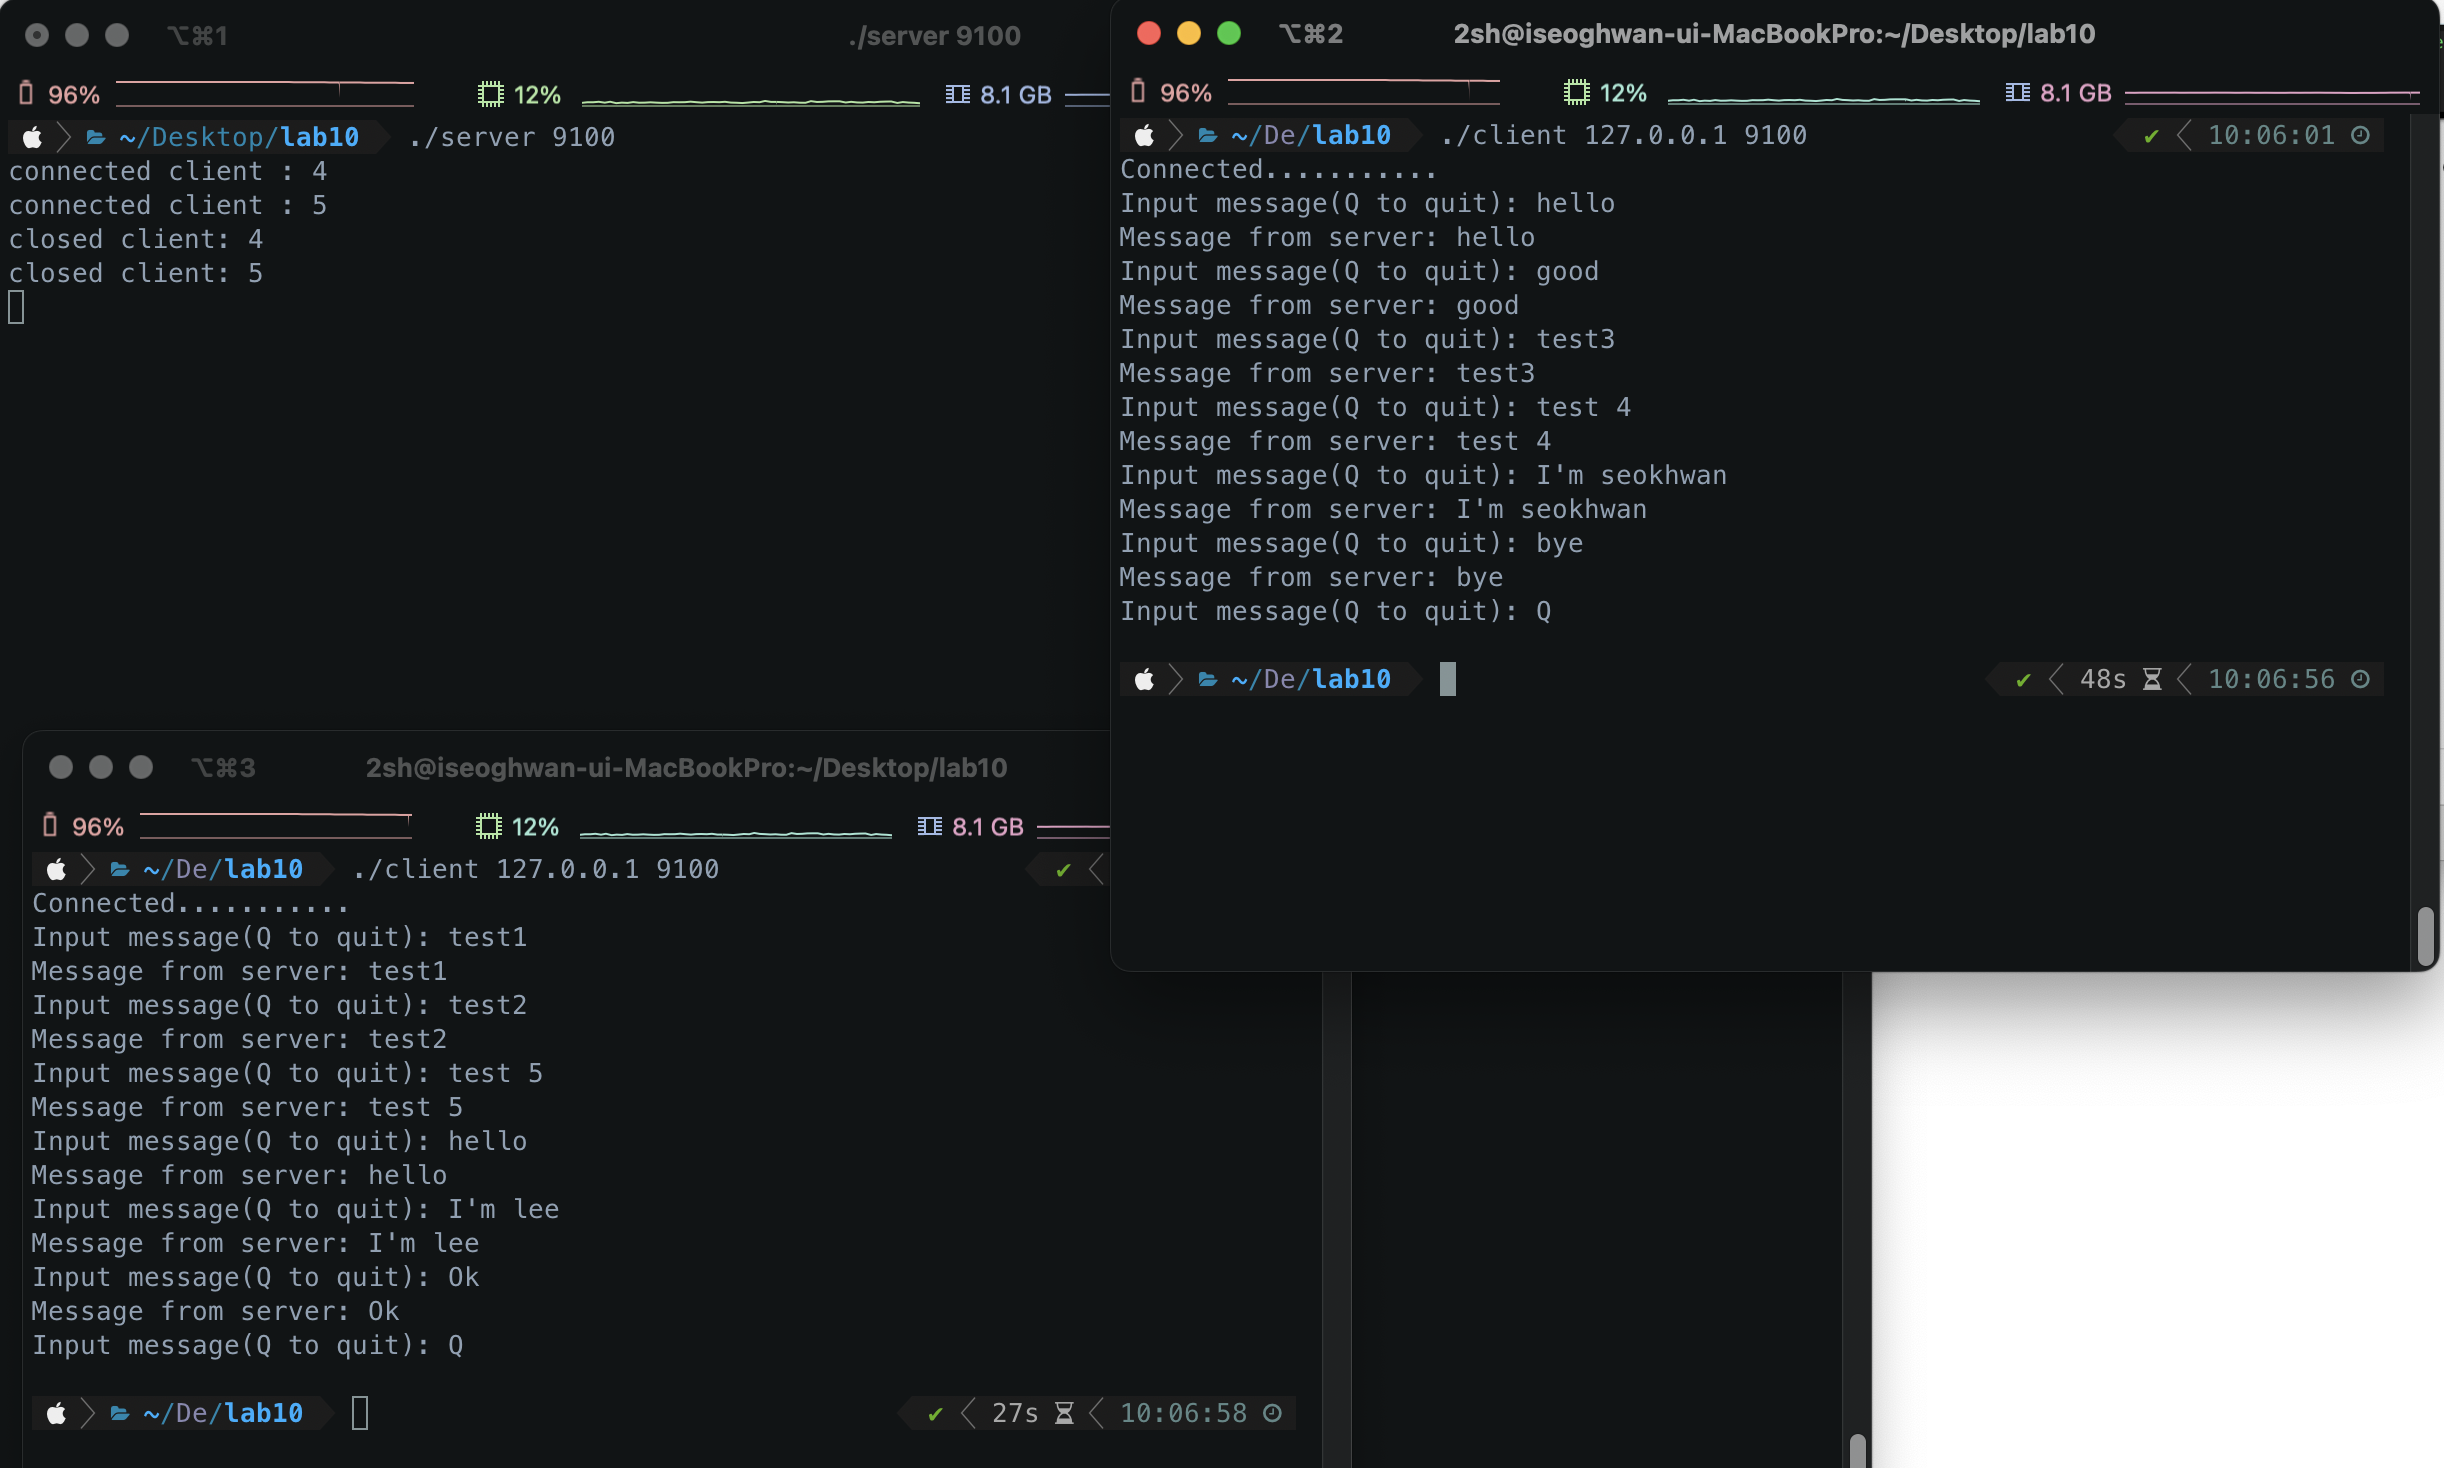 ⌥⌘1 ./server 9100
96% 12% 8.1 GB
~/Desktop/lab10 ./server 9100
connected client : 4
connected client : 5
closed client: 4
closed client: 5
⌥⌘2 2sh@iseoghwan-ui-MacBookPro:~/Desktop/lab10
96% 12% 8.1 GB
~/De/lab10 ./client 127.0.0.1 9100 ✔ 10:06:01
Connected...........
Input message(Q to quit): hello
Message from server: hello
Input message(Q to quit): good
Message from server: good
Input message(Q to quit): test3
Message from server: test3
Input message(Q to quit): test 4
Message from server: test 4
Input message(Q to quit): I'm seokhwan
Message from server: I'm seokhwan
Input message(Q to quit): bye
Message from server: bye
Input message(Q to quit): Q
~/De/lab10 ✔ 48s 10:06:56
⌥⌘3 2sh@iseoghwan-ui-MacBookPro:~/Desktop/lab10
96% 12% 8.1 GB
~/De/lab10 ./client 127.0.0.1 9100 ✔
Connected...........
Input message(Q to quit): test1
Message from server: test1
Input message(Q to quit): test2
Message from server: test2
Input message(Q to quit): test 5
Message from server: test 5
Input message(Q to quit): hello
Message from server: hello
Input message(Q to quit): I'm lee
Message from server: I'm lee
Input message(Q to quit): Ok
Message from server: Ok
Input message(Q to quit): Q
~/De/lab10 ✔ 27s 10:06:58